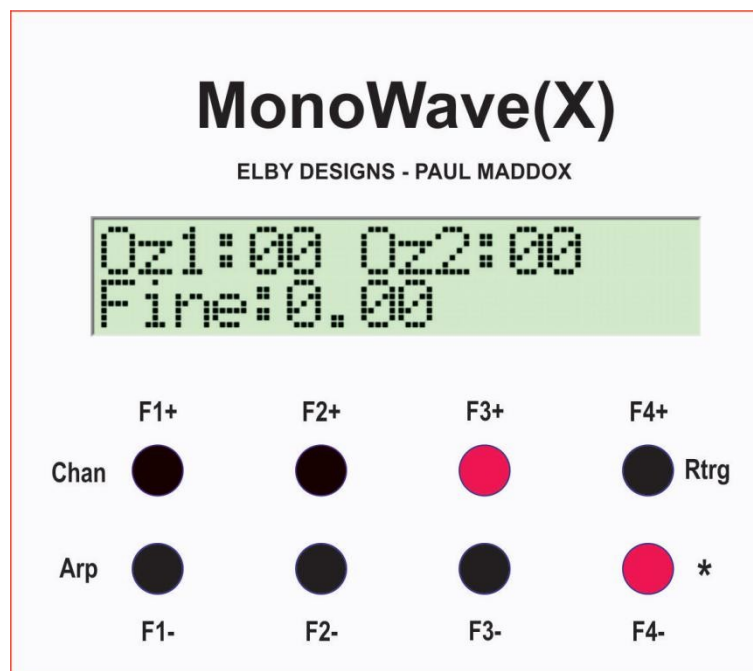 MonoWave(X)
ELBY DESIGNS - PAUL MADDOX
Oz1:00 Oz2:00
Fine:0.00
F1+ F2+ F3+ F4+
Chan Rtrg
Arp *
F1- F2- F3- F4-